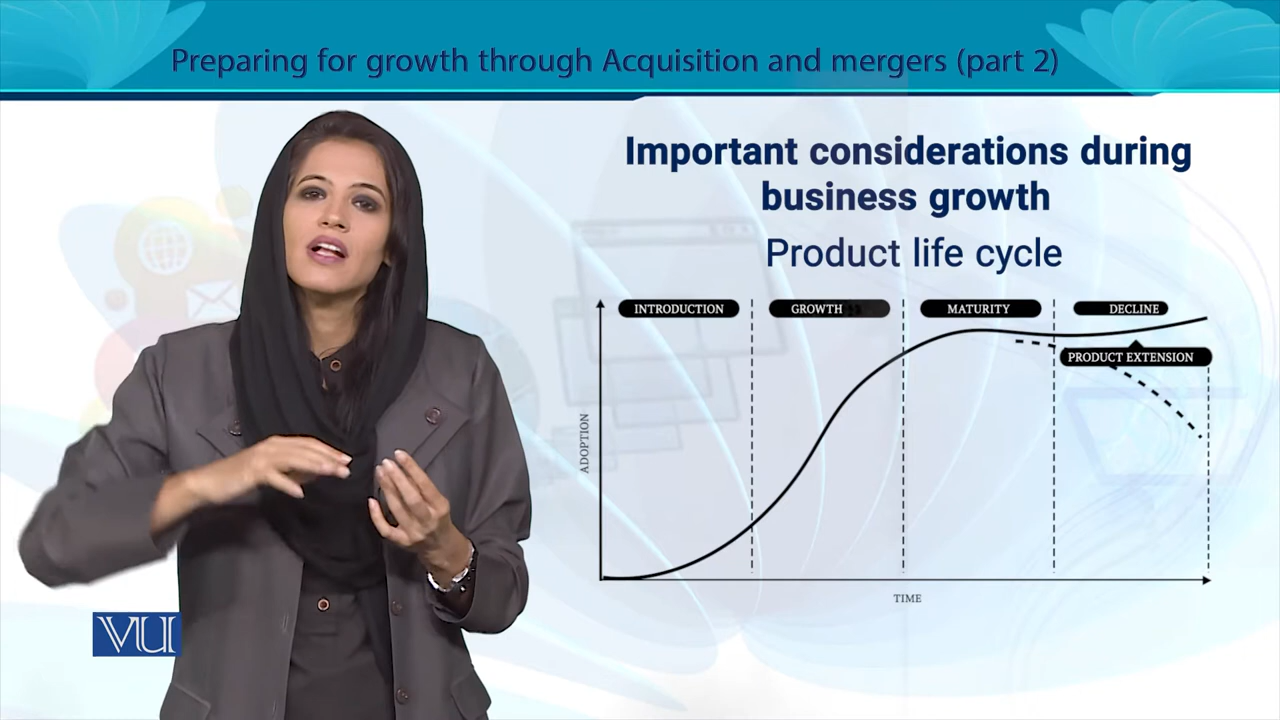 Preparing for growth through Acquisition and mergers (part 2)
Important considerations during
business growth
Product life cycle
INTRODUCTION
GROWTH
MATURITY
DECLINE
PRODUCT EXTENSION
ADOPTION
TIME
VU